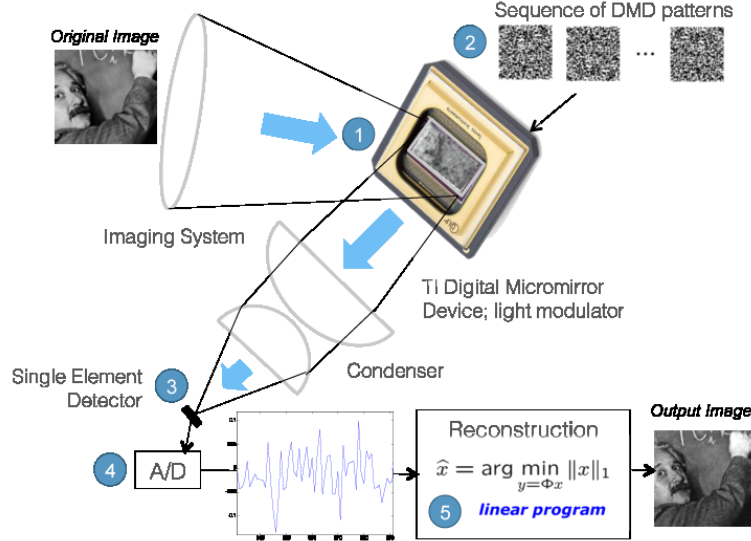 Original Image
Sequence of DMD patterns
2
...
1
Imaging System
TI Digital Micromirror
Device; light modulator
Condenser
Single Element
Detector
3
4
A/D
Reconstruction
x̂ = arg min ‖x‖₁
y=Φx
5
linear program
Output Image